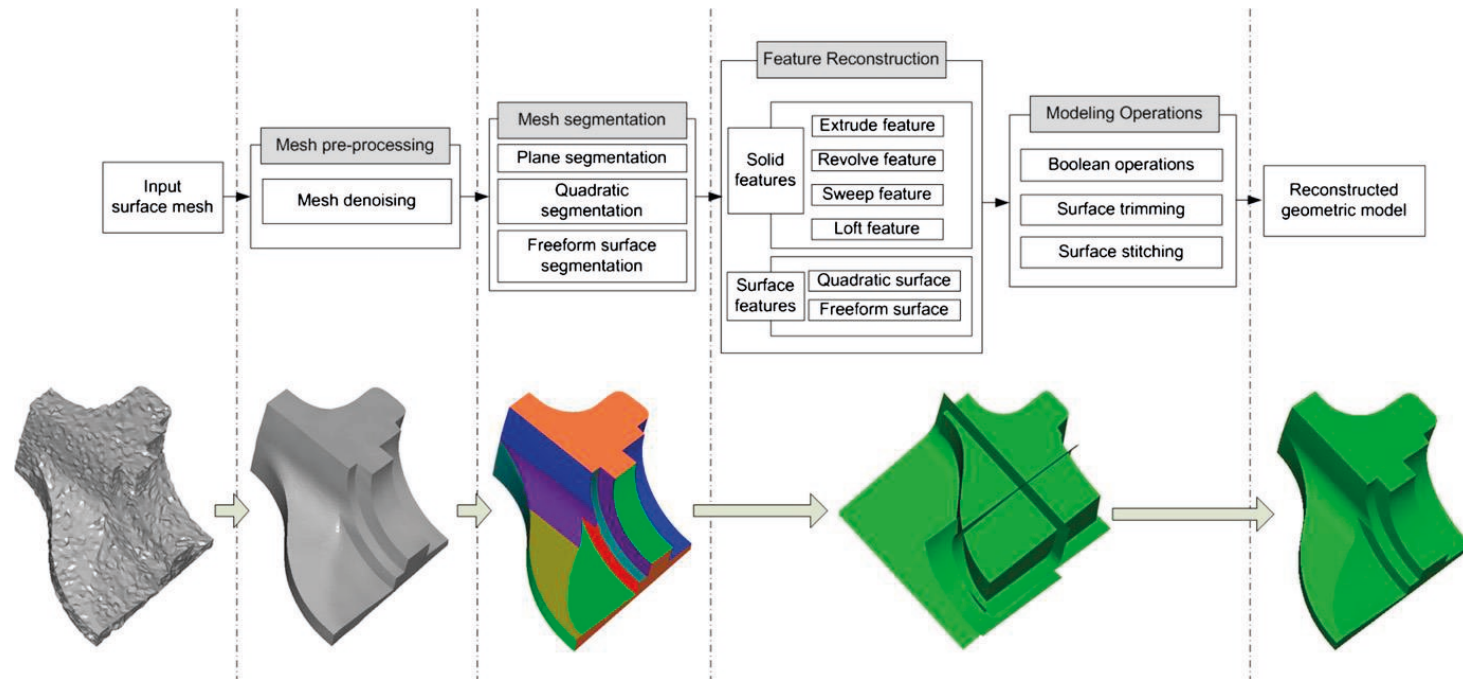 Input
surface mesh
Mesh pre-processing
Mesh denoising
Mesh segmentation
Plane segmentation
Quadratic
segmentation
Freeform surface
segmentation
Feature Reconstruction
Solid
features
Extrude feature
Revolve feature
Sweep feature
Loft feature
Surface
features
Quadratic surface
Freeform surface
Modeling Operations
Boolean operations
Surface trimming
Surface stitching
Reconstructed
geometric model